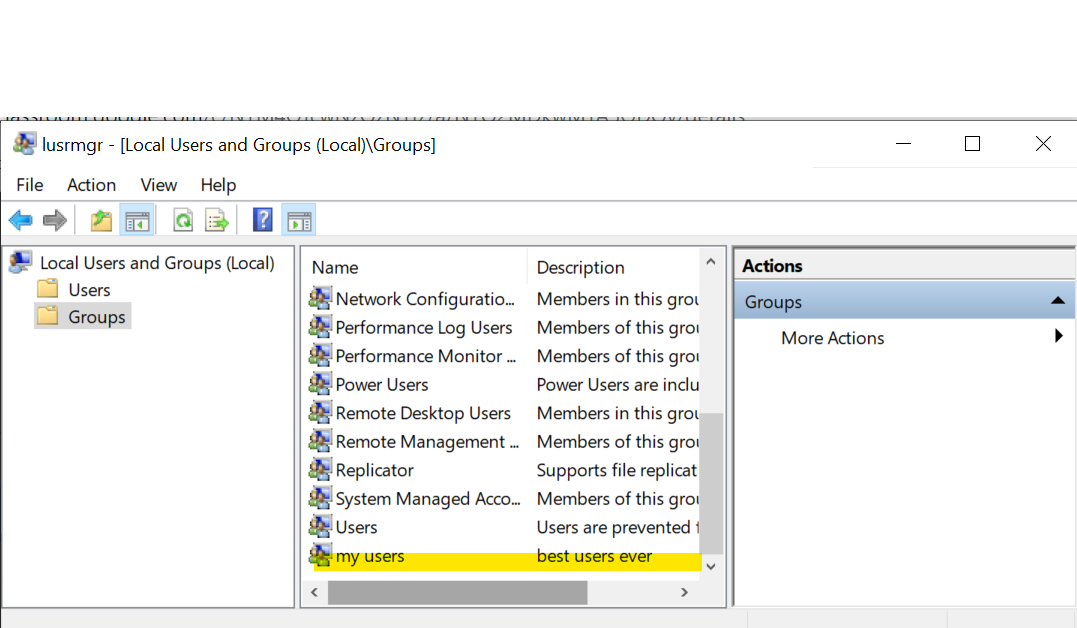 lusrmgr - [Local Users and Groups (Local)\Groups]
File Action View Help
Local Users and Groups (Local)
Users
Groups
Name Description
Network Configuratio... Members in this grou
Performance Log Users Members of this grou
Performance Monitor ... Members of this grou
Power Users Power Users are inclu
Remote Desktop Users Members in this grou
Remote Management ... Members of this grou
Replicator Supports file replicat
System Managed Acco... Members of this grou
Users Users are prevented
my users best users ever
Actions
Groups
More Actions